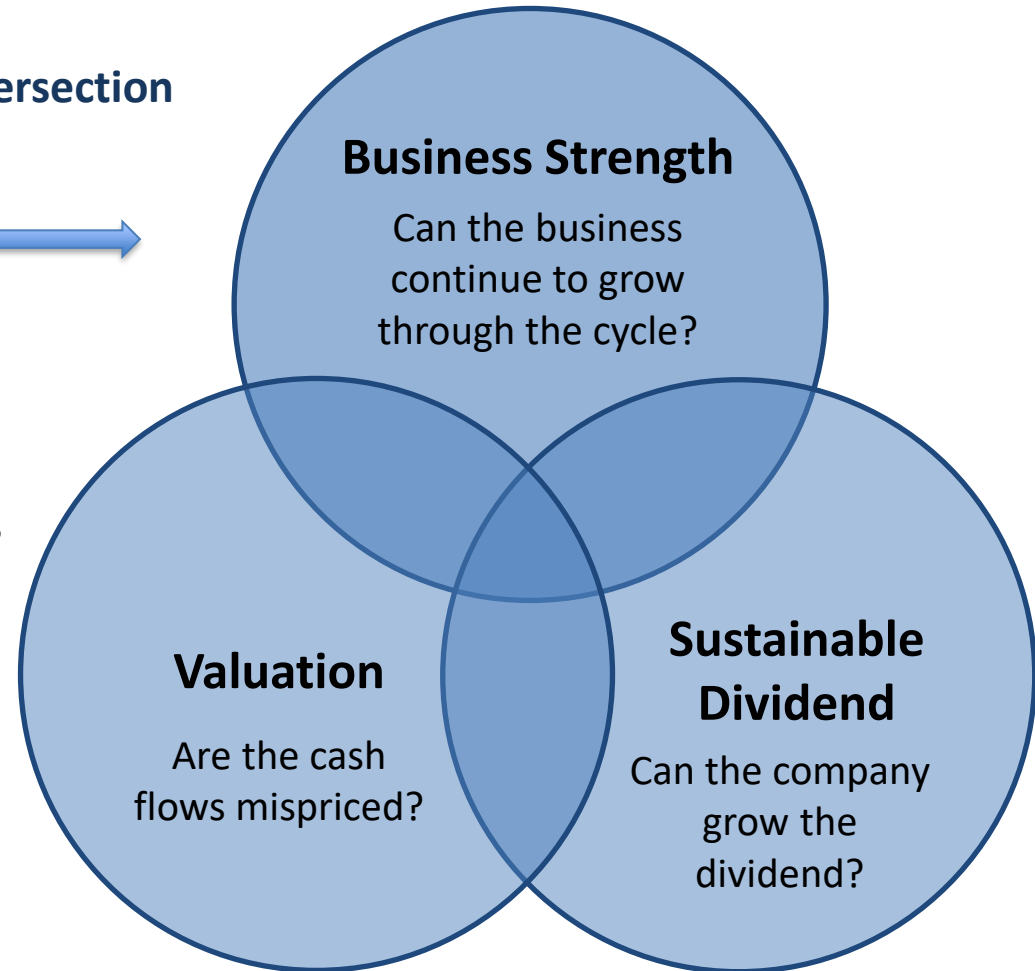 ersection
Business Strength
Can the business
continue to grow
through the cycle?
Valuation
Are the cash
flows mispriced?
Sustainable
Dividend
Can the company
grow the
dividend?